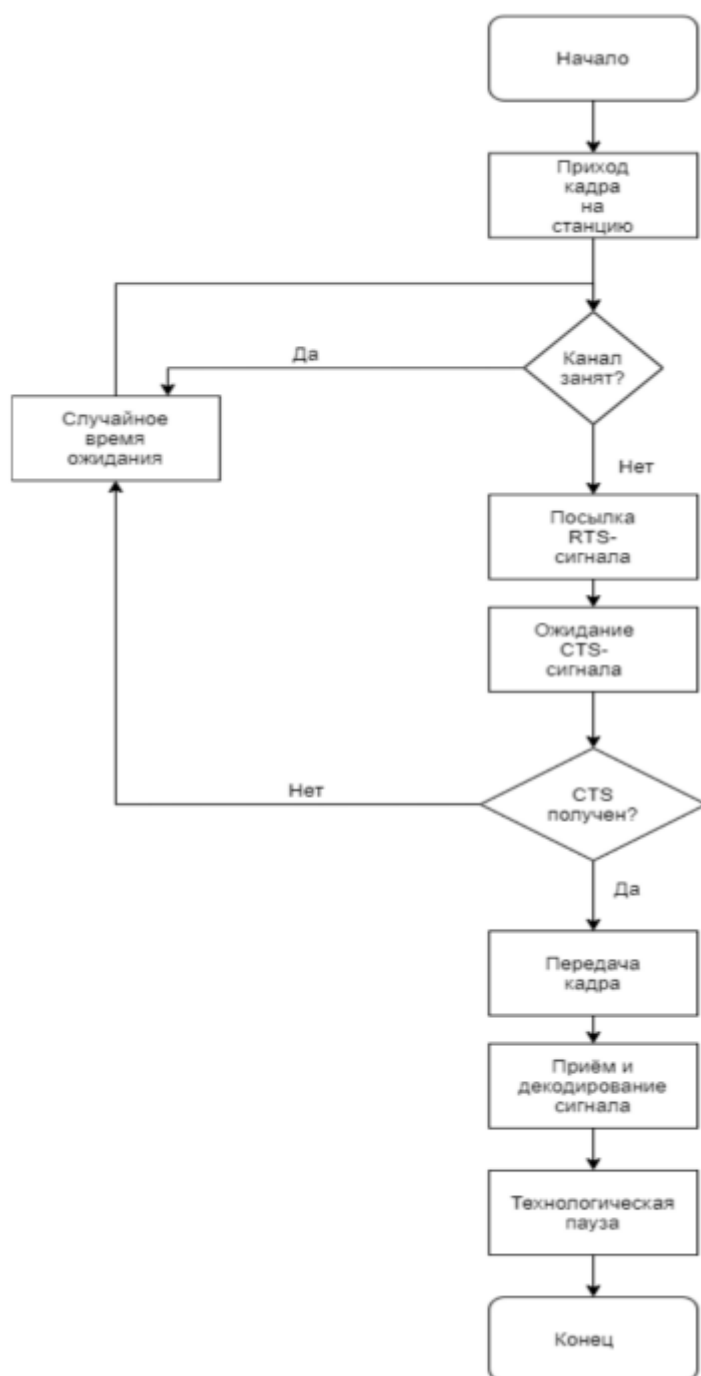 Начало
Приход
кадра
на
станцию
Да
Канал
занят?
Случайное
время
ожидания
Нет
Посылка
RTS-
сигнала
Ожидание
CTS-
сигнала
Нет
CTS
получен?
Да
Передача
кадра
Приём и
декодирование
сигнала
Технологическая
пауза
Конец